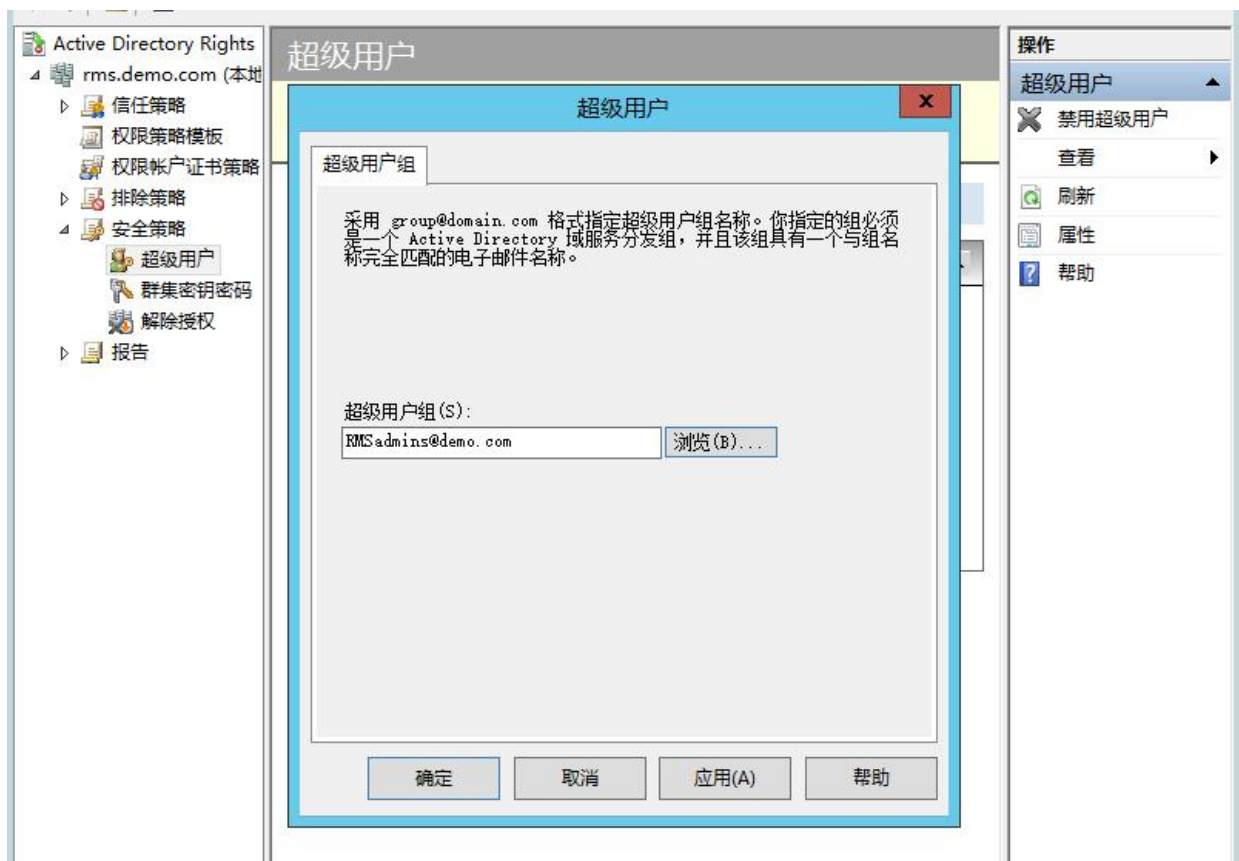 Active Directory Rights
rms.demo.com (本地
信任策略
权限策略模板
权限帐户证书策略
排除策略
安全策略
超级用户
群集密钥密码
解除授权
报告
超级用户
超级用户
超级用户组
采用 group@domain.com 格式指定超级用户组名称。你指定的组必须
是一个 Active Directory 域服务分发组，并且该组具有一个与组名
称完全匹配的电子邮件名称。
超级用户组(S):
RMSadmins@demo.com
浏览(B)...
确定
取消
应用(A)
帮助
操作
超级用户
禁用超级用户
查看
刷新
属性
帮助